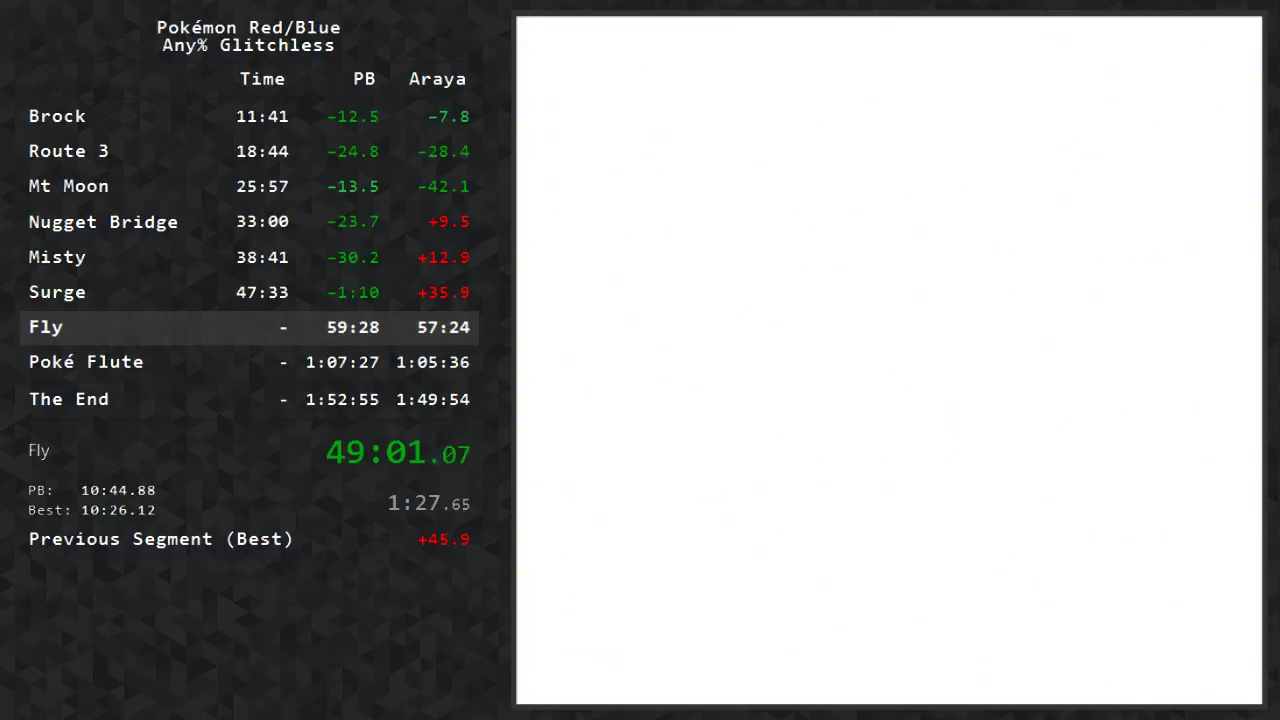 Pokémon Red/Blue
Any% Glitchless
Time PB Araya
Brock 11:41 -12.5 -7.8
Route 3 18:44 -24.8 -28.4
Mt Moon 25:57 -13.5 -42.1
Nugget Bridge 33:00 -23.7 +9.5
Misty 38:41 -30.2 +12.9
Surge 47:33 -1:10 +35.9
Fly - 59:28 57:24
Poké Flute - 1:07:27 1:05:36
The End - 1:52:55 1:49:54
Fly 49:01.07
PB: 10:44.88
1:27.65
Best: 10:26.12
Previous Segment (Best) +45.9